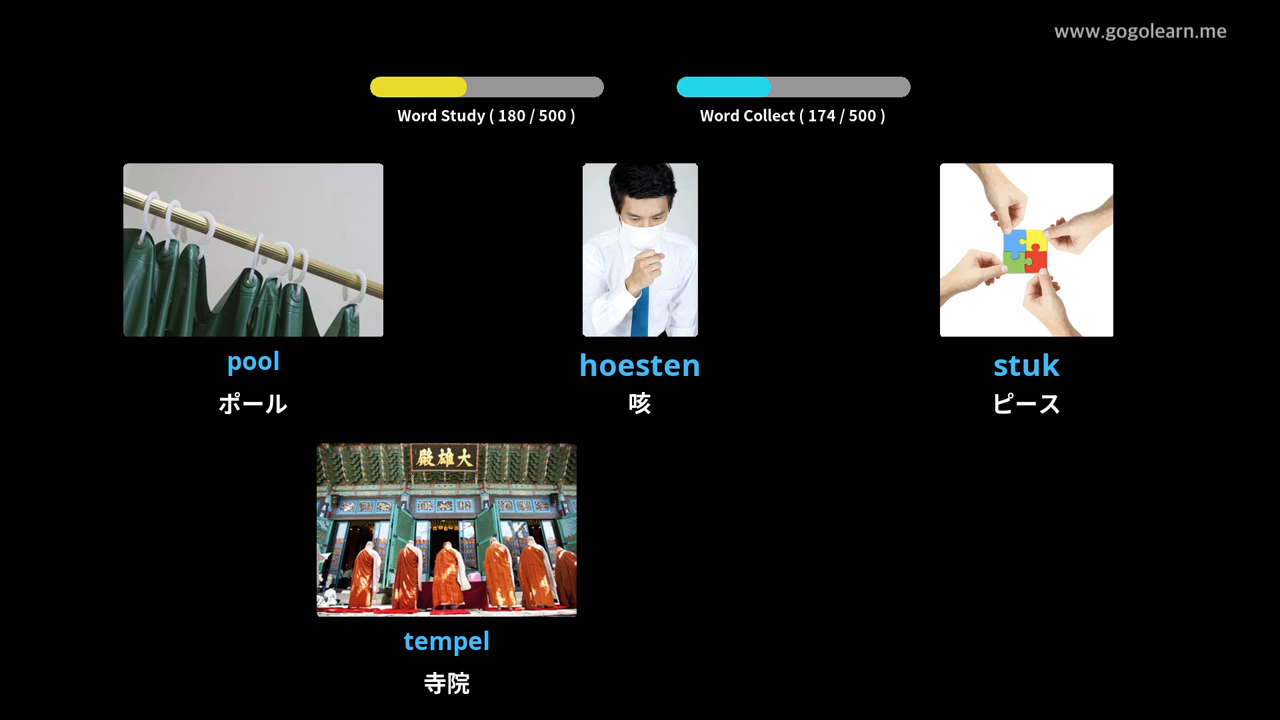 www.gogolearn.me
Word Study ( 180 / 500 )
Word Collect ( 174 / 500 )
pool
ポール
hoesten
咳
stuk
ピース
大雄殿
tempel
寺院